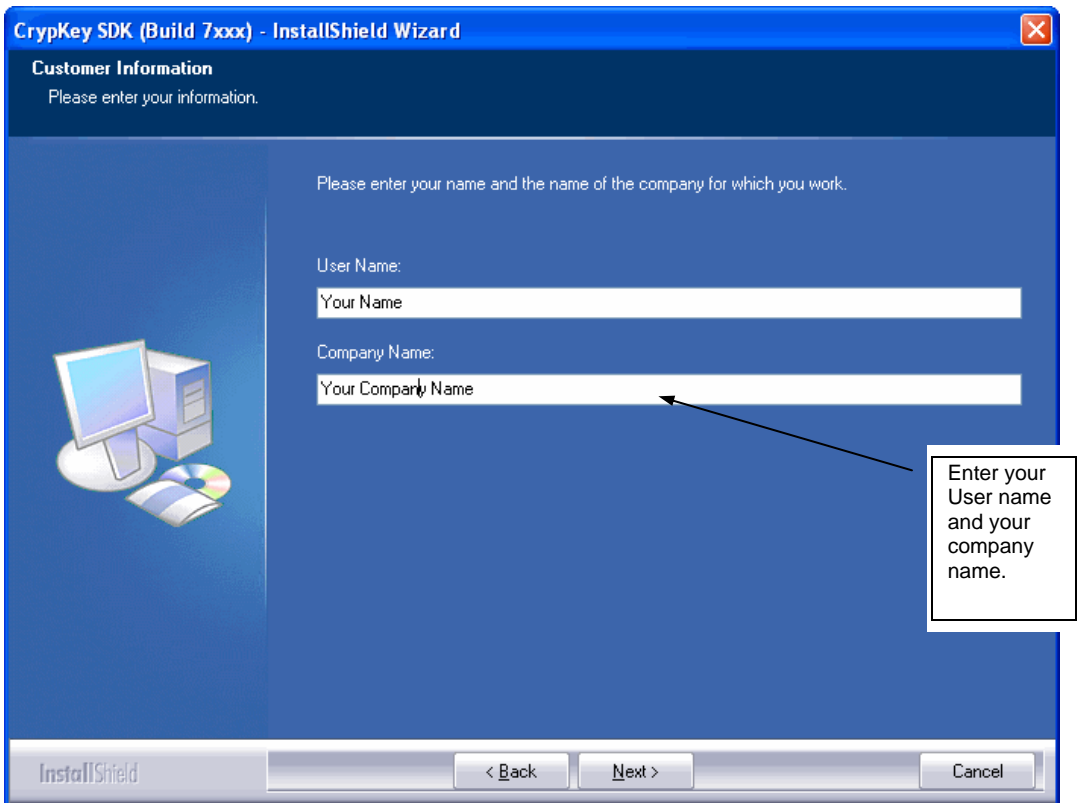 CrypKey SDK (Build 7xxx) - InstallShield Wizard
Customer Information
Please enter your information.
Please enter your name and the name of the company for which you work.
User Name:
Your Name
Company Name:
Your Company Name
Enter your
User name
and your
company
name.
InstallShield
< Back
Next >
Cancel